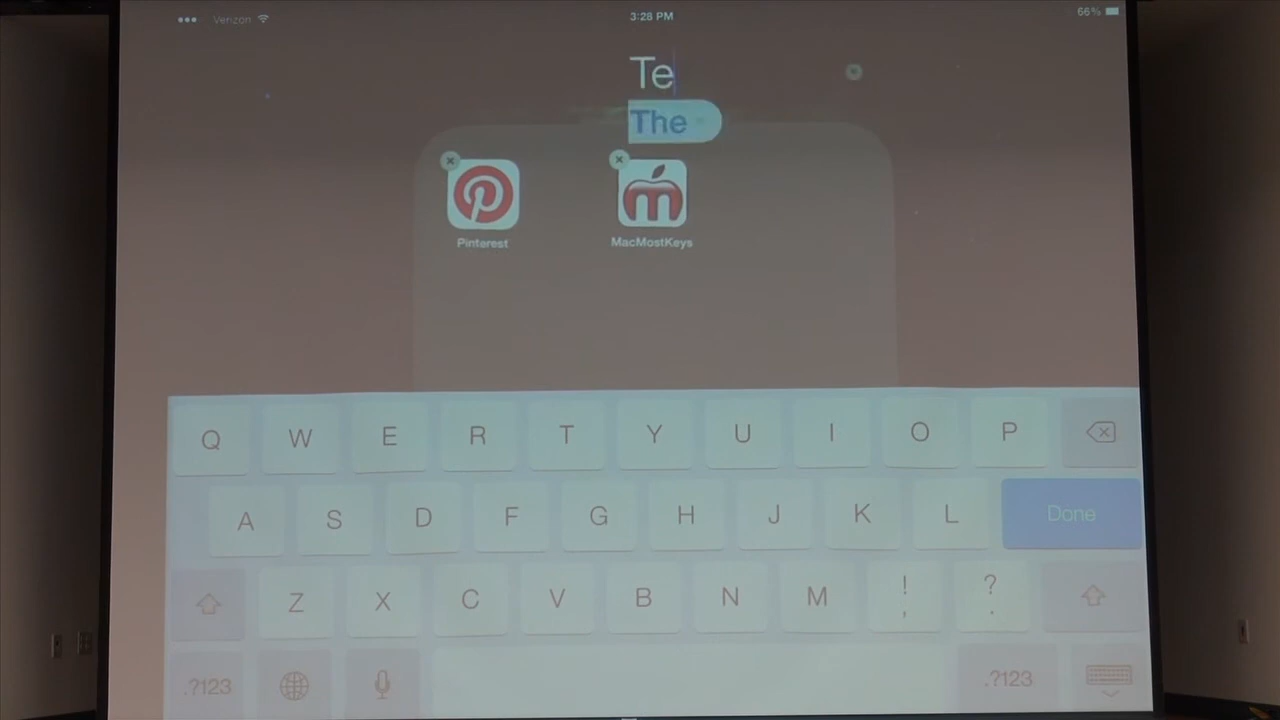 Verizon 3:28 PM 66%
Te
The
Pinterest MacMostKeys
Q W E R T Y U I O P
A S D F G H J K L Done
Z X C V B N M ! , ? .
.?123 .?123